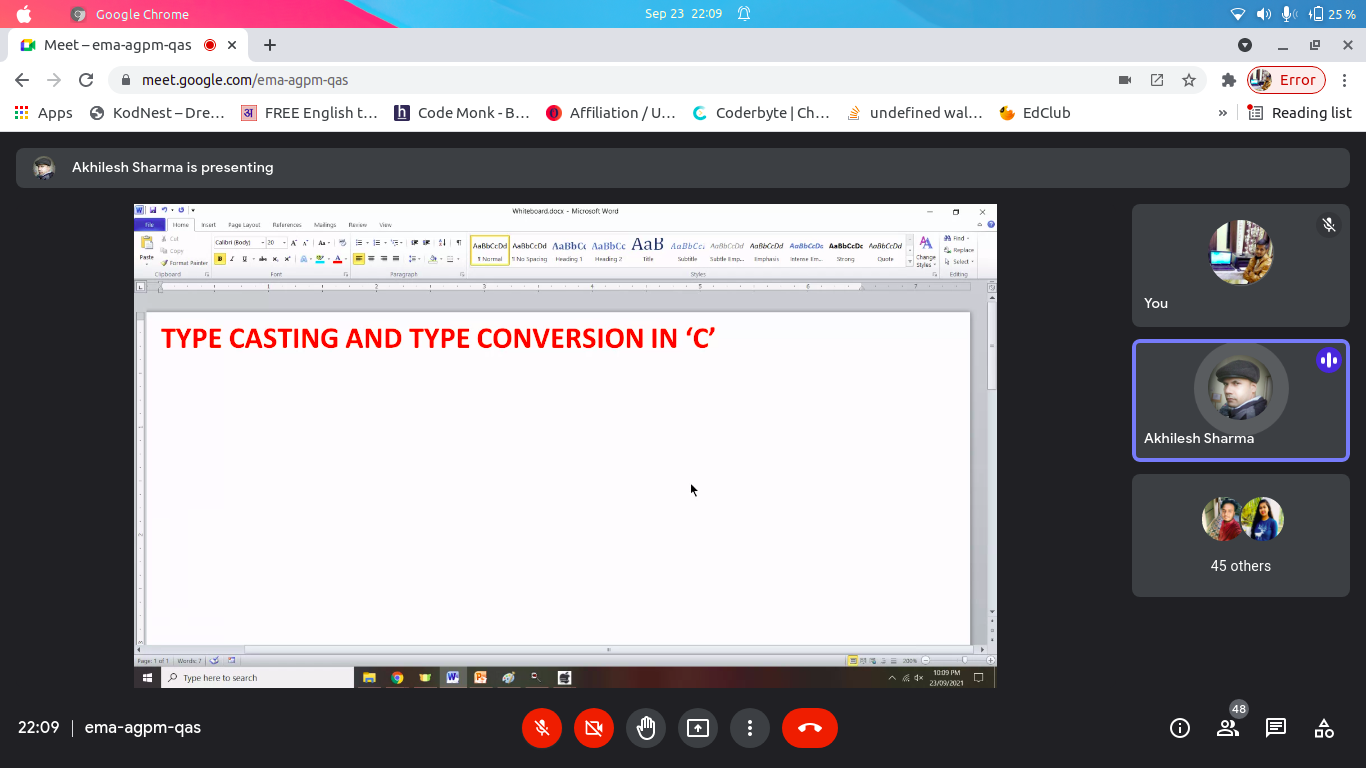 Google Chrome
Sep 23 22:09
25 %
Meet – ema-agpm-qas
meet.google.com/ema-agpm-qas
Error
Apps
KodNest – Dre…
FREE English t…
Code Monk - B…
Affiliation / U…
Coderbyte | Ch…
undefined wal…
EdClub
»
Reading list
Akhilesh Sharma is presenting
Whiteboard.docx - Microsoft Word
File Home Insert Page Layout References Mailings Review View
Paste
Cut
Copy
Format Painter
Clipboard
Calibri (Body) 20
Font
Paragraph
AaBbCcDd AaBbCcDd AaBbCc AaBbCc AaB AaBbCc. AaBbCcDd AaBbCcDd AaBbCcDc AaBbCcDc AaBbCcDd
¶ Normal ¶ No Spacing Heading 1 Heading 2 Title Subtitle Subtle Emp... Emphasis Intense Em... Strong Quote
Styles
Change Styles
Find
Replace
Select
Editing
TYPE CASTING AND TYPE CONVERSION IN ‘C’
Page: 1 of 1 Words: 7
200%
Type here to search
10:09 PM
23/09/2021
You
Akhilesh Sharma
45 others
22:09 | ema-agpm-qas
48